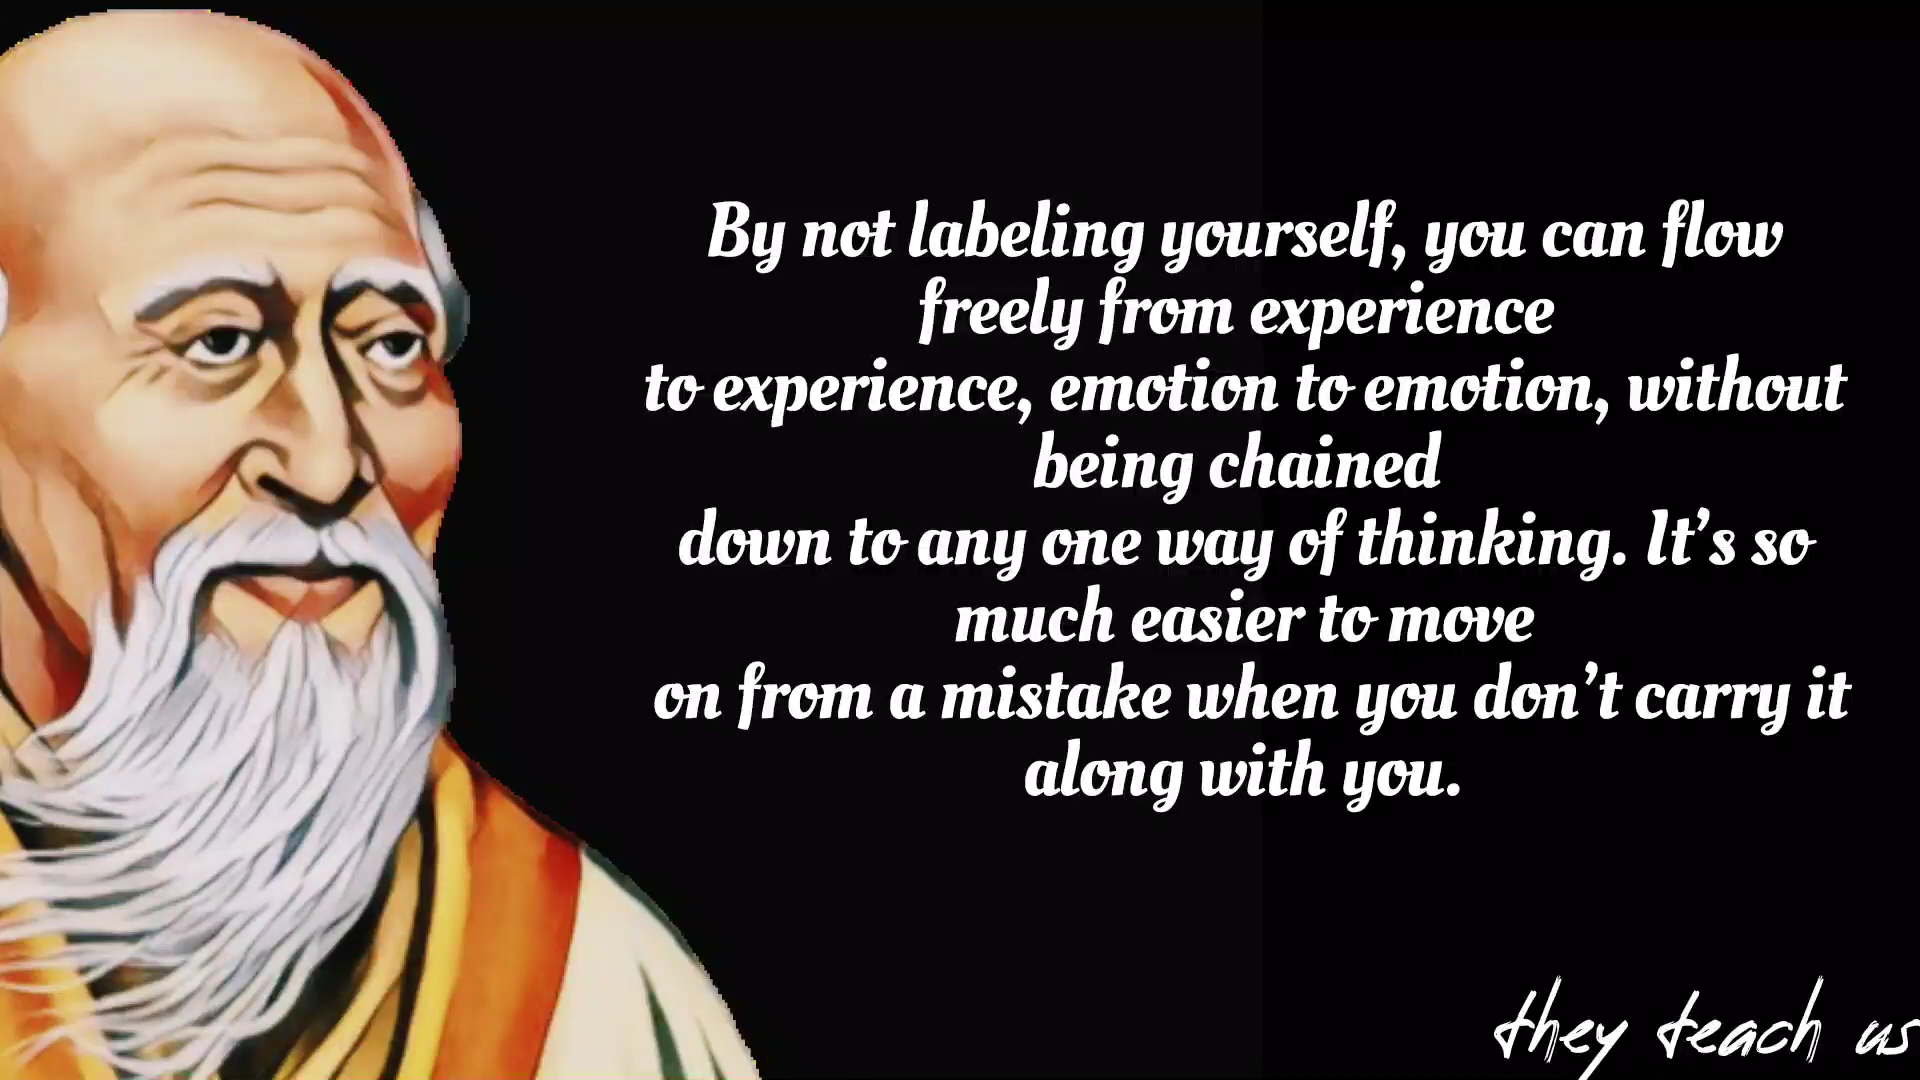 By not labeling yourself, you can flow
freely from experience
to experience, emotion to emotion, without
being chained
down to any one way of thinking. It’s so
much easier to move
on from a mistake when you don’t carry it
along with you.
they teach us